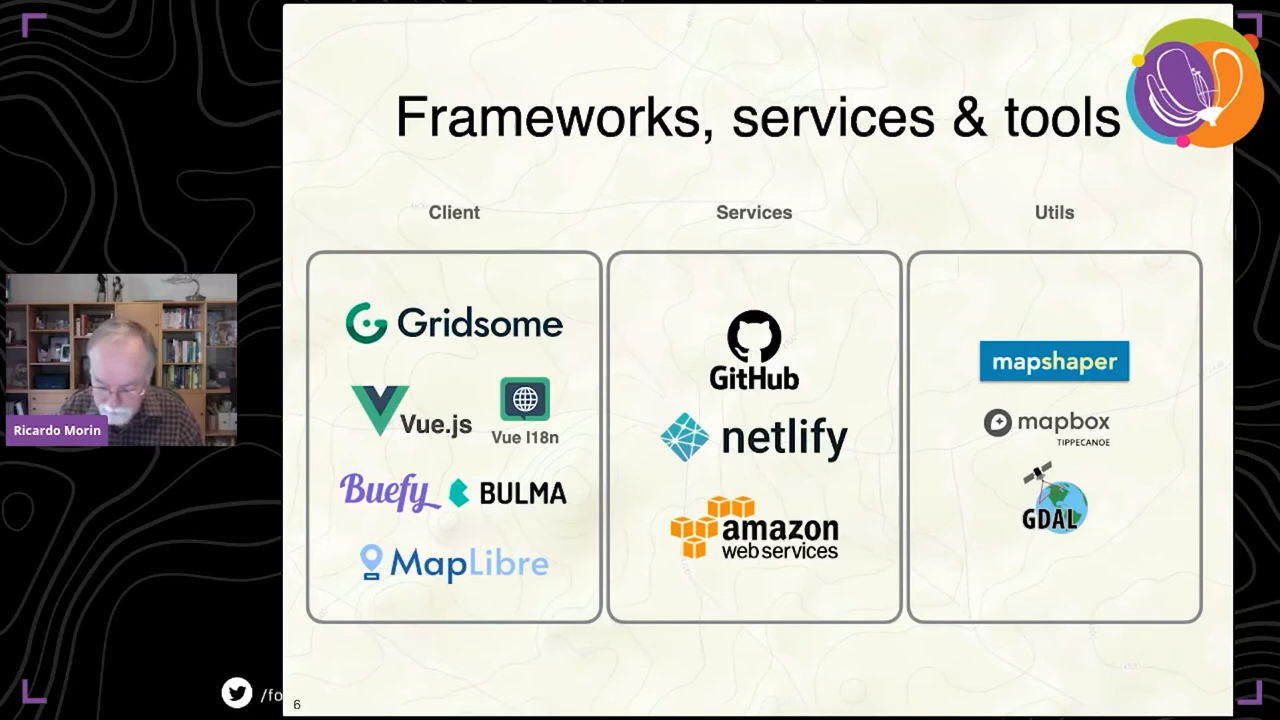 Frameworks, services & tools
Client
Services
Utils
Gridsome
Vue.js
Vue I18n
Buefy
BULMA
MapLibre
GitHub
netlify
amazon
web services
mapshaper
mapbox
TIPPECANOE
GDAL
Ricardo Morin
/fo
6